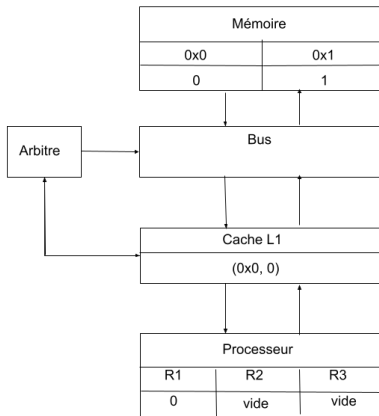 Mémoire
0x0 0x1
0 1
Arbitre
Bus
Cache L1
(0x0, 0)
Processeur
R1 R2 R3
0 vide vide